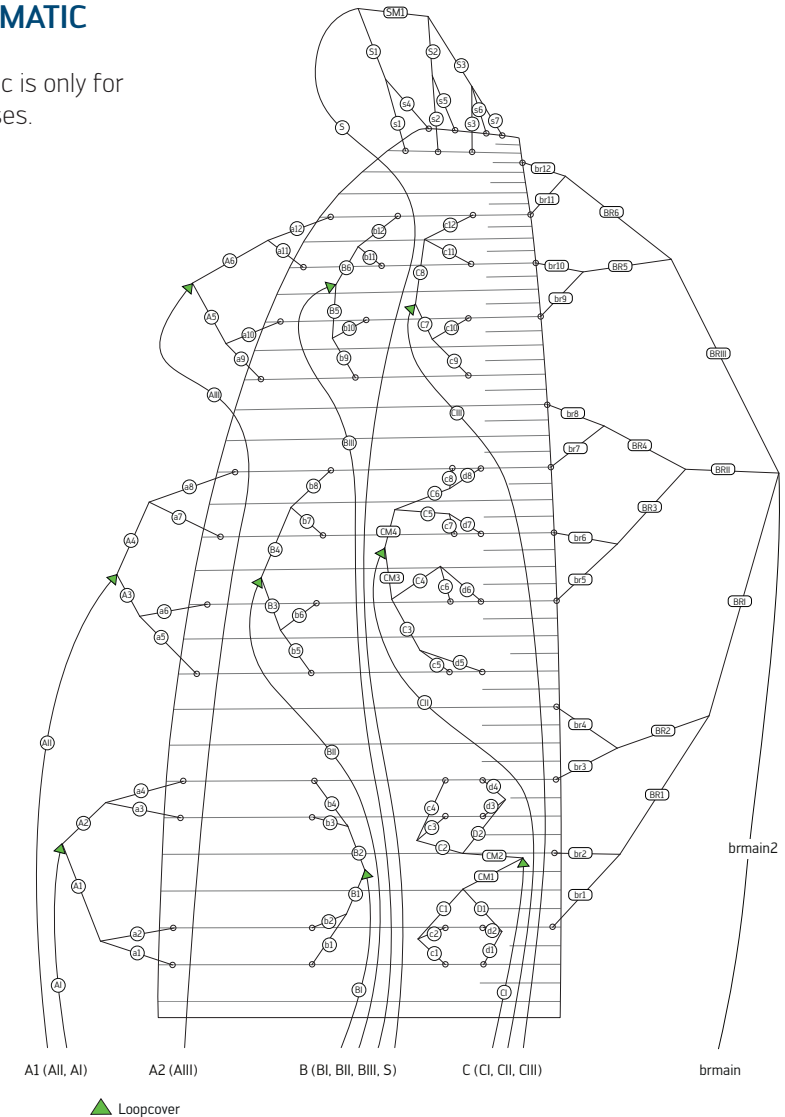 MATIC
c is only for
ses.
SM1
S1
S2
S3
s4
s5
s6
s7
s1
s2
s3
S
br12
br11
BR6
a12
a11
b12
b11
c12
c11
A6
B6
C8
br10
BR5
br9
A5
B5
C7
a10
b10
c10
a9
b9
c9
BRIII
AIII
CIII
br8
BIII
BR4
br7
BRII
a8
b8
c8
d8
C6
a7
b7
C5
c7
d7
BR3
CM4
A4
B4
br6
CM3
C4
c6
d6
br5
A3
B3
BRI
a6
b6
a5
b5
C3
c5
d5
CII
br4
BR2
AII
BII
br3
a4
b4
c4
d4
BR1
a3
b3
c3
d3
A2
D2
C2
brmain2
B2
CM2
br2
CM1
A1
B1
br1
C1
D1
a2
b2
c2
d2
a1
b1
c1
d1
AI
BI
CI
A1 (AII, AI)
A2 (AIII)
B (BI, BII, BIII, S)
C (CI, CII, CIII)
brmain
Loopcover